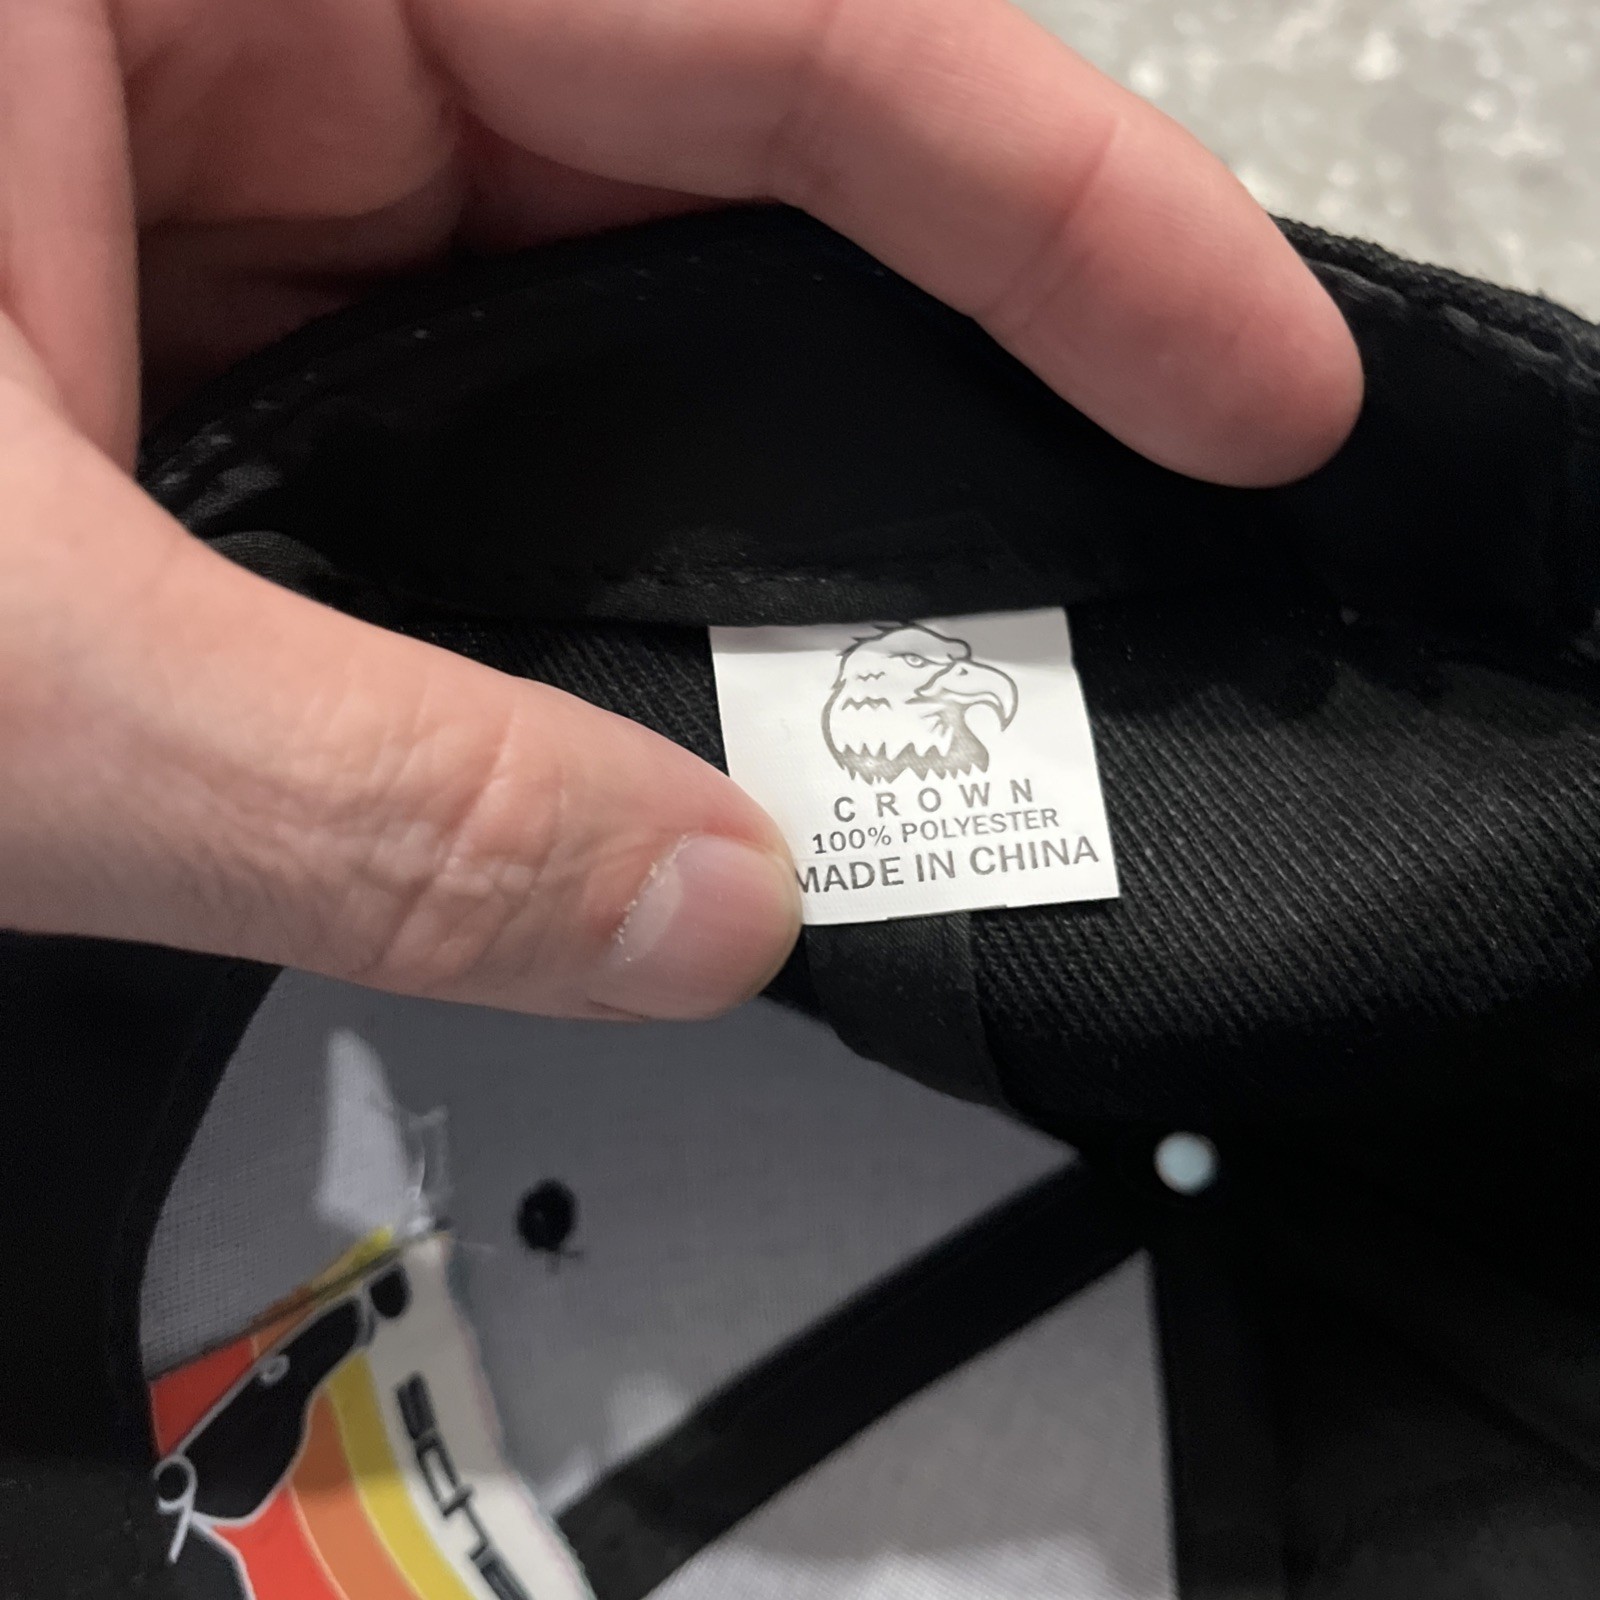 CROWN
100% POLYESTER
MADE IN CHINA